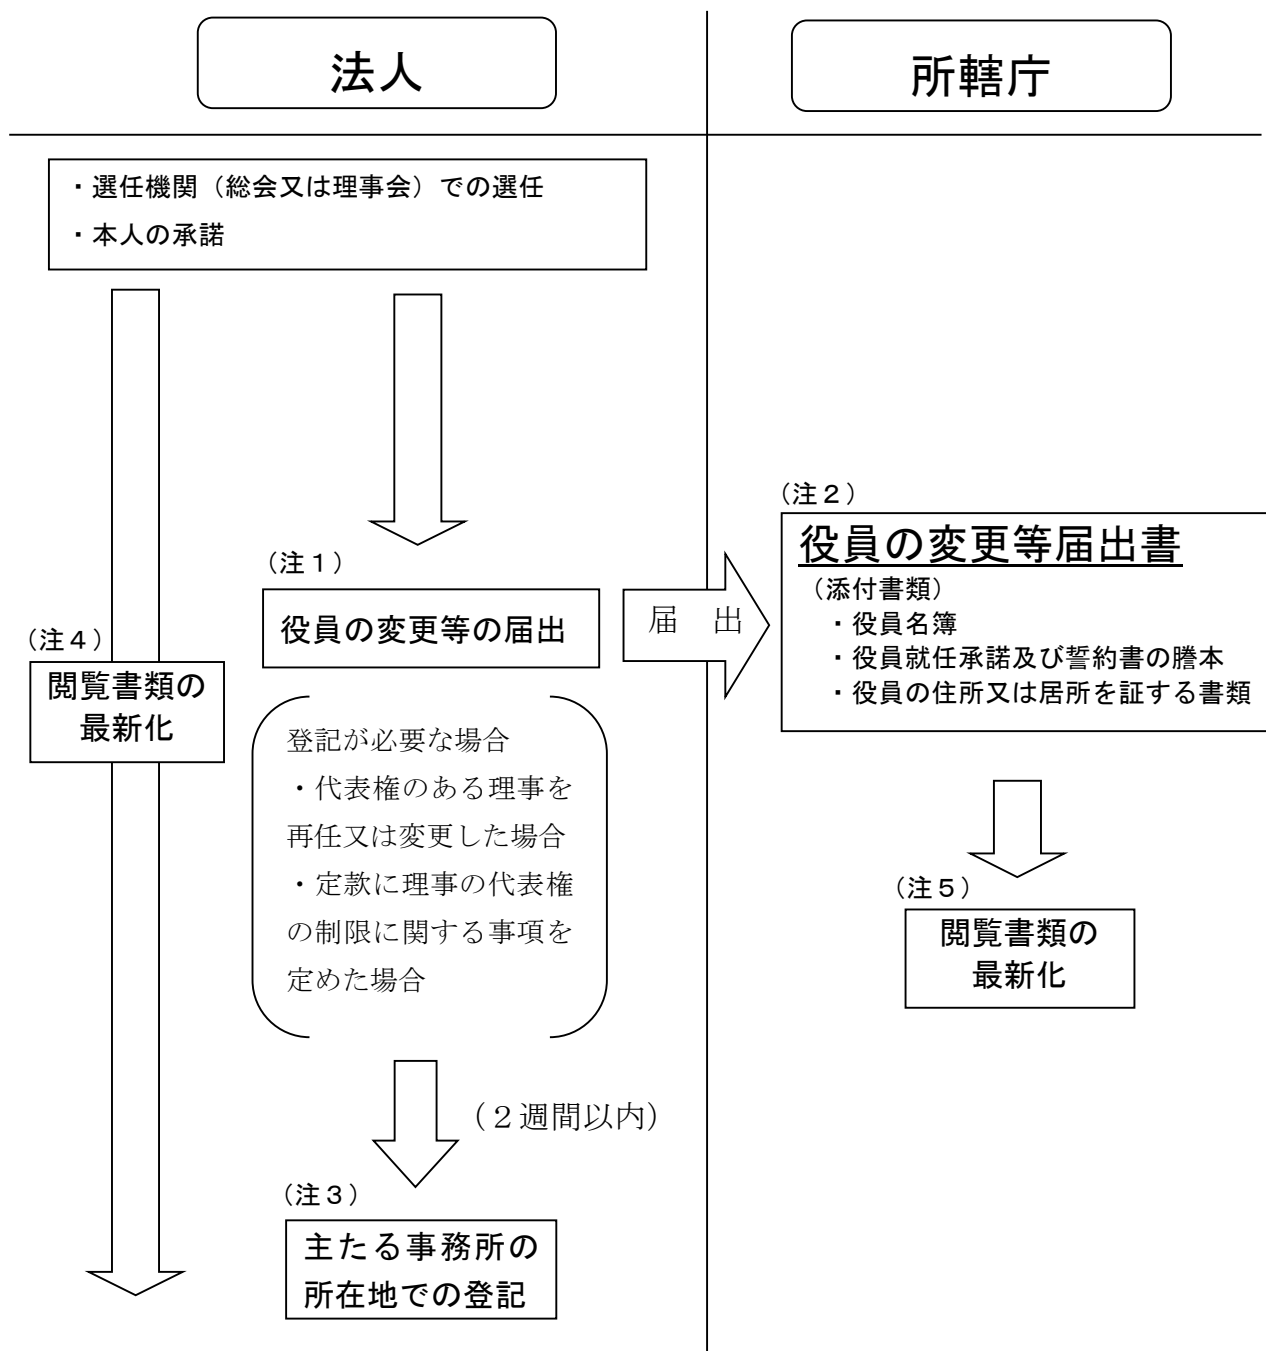 法人
所轄庁
・選任機関（総会又は理事会）での選任
・本人の承諾
（注１）
役員の変更等の届出
届　出
（注２）
役員の変更等届出書
（添付書類）
・役員名簿
・役員就任承諾及び誓約書の謄本
・役員の住所又は居所を証する書類
（注４）
閲覧書類の
最新化
登記が必要な場合
・代表権のある理事を
再任又は変更した場合
・定款に理事の代表権
の制限に関する事項を
定めた場合
（注５）
閲覧書類の
最新化
（２週間以内）
（注３）
主たる事務所の
所在地での登記